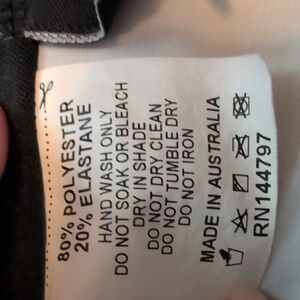 80% POLYESTER
20% ELASTANE
HAND WASH ONLY
DO NOT SOAK OR BLEACH
DRY IN SHADE
DO NOT DRY CLEAN
DO NOT TUMBLE DRY
DO NOT IRON
MADE IN AUSTRALIA
RN144797